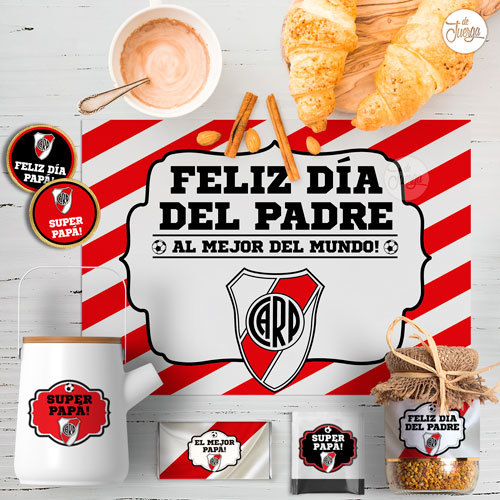 de
Juerga
FELIZ DÍA
PAPÁ!
SUPER
PAPÁ!
FELIZ DÍA
DEL PADRE
AL MEJOR DEL MUNDO!
CARP
SUPER
PAPÁ!
EL MEJOR
PAPÁ!
SUPER
PAPÁ!
FELIZ DÍA
DEL PADRE